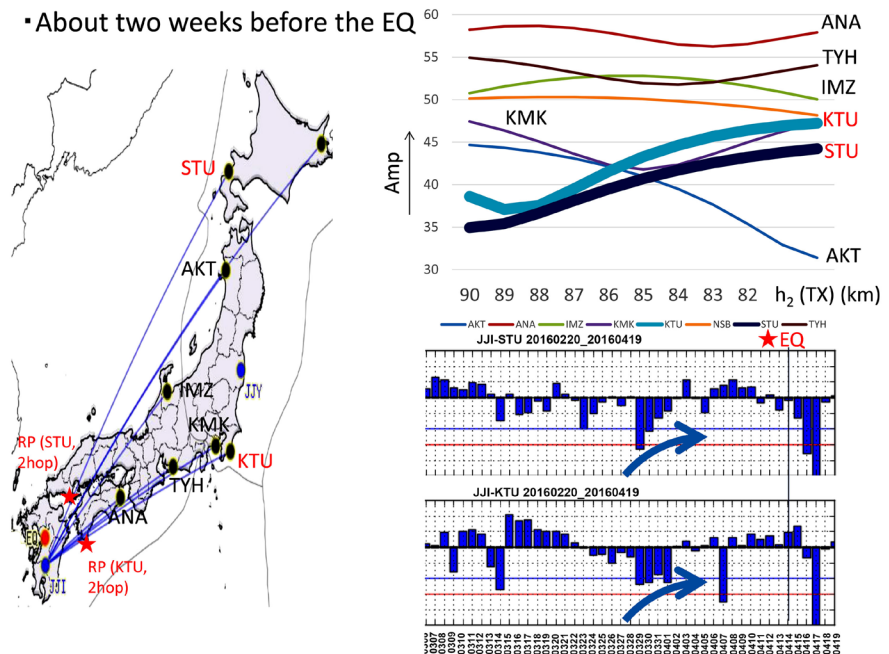 ・About two weeks before the EQ
STU
AKT
IMZ
JJY
KMK
KTU
TYH
ANA
RP (STU,
2hop)
EQ
JJI
RP (KTU,
2hop)
60
55
50
45
40
35
30
Amp
ANA
TYH
IMZ
KTU
STU
AKT
KMK
90 89 88 87 86 85 84 83 82 h2 (TX) (km)
AKT ANA IMZ KMK KTU NSB STU TYH
JJI-STU 20160220_20160419
EQ
JJI-KTU 20160220_20160419
0307 0308 0309 0310 0311 0312 0313 0314 0315 0316 0317 0318 0319 0320 0321 0322 0323 0324 0325 0326 0327 0328 0329 0330 0331 0401 0402 0403 0404 0405 0406 0407 0408 0409 0410 0411 0412 0413 0414 0415 0416 0417 0418 0419